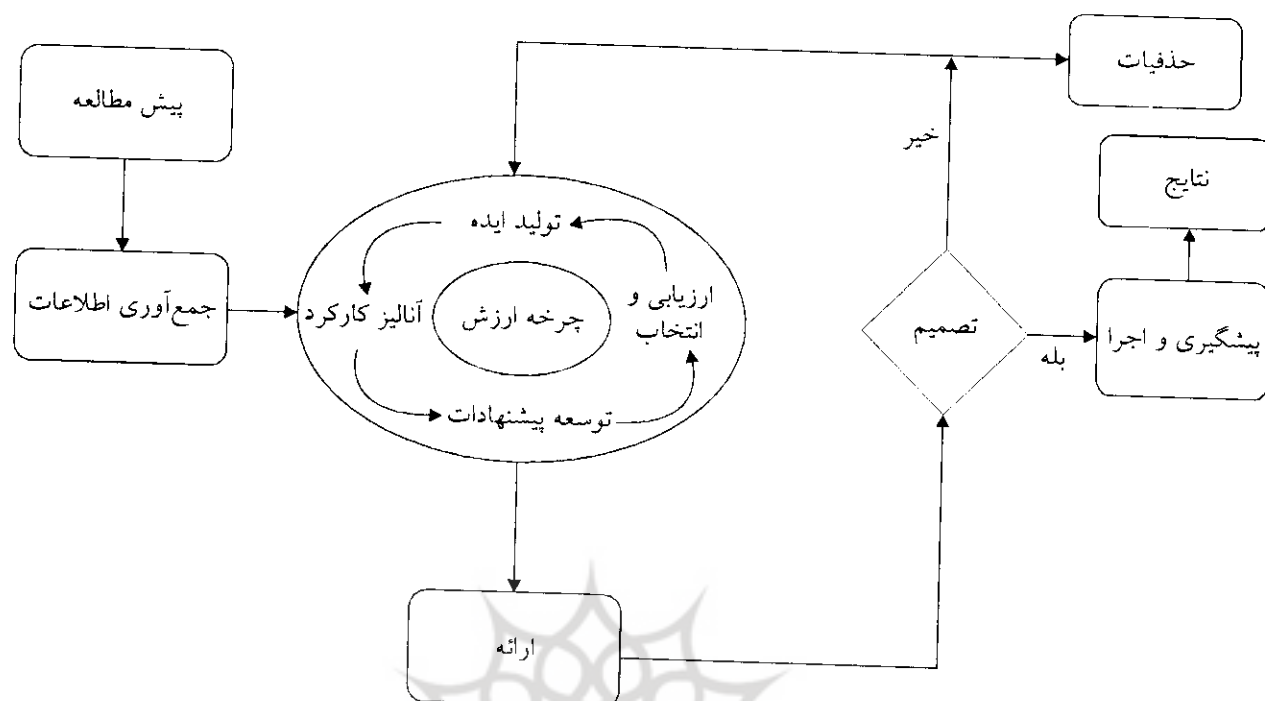 پیش مطالعه
جمع‌آوری اطلاعات
تولید ایده
آنالیز کارکرد
چرخه ارزش
ارزیابی و
انتخاب
توسعه پیشنهادات
ارائه
تصمیم
خیر
بله
حذفیات
پیشگیری و اجرا
نتایج